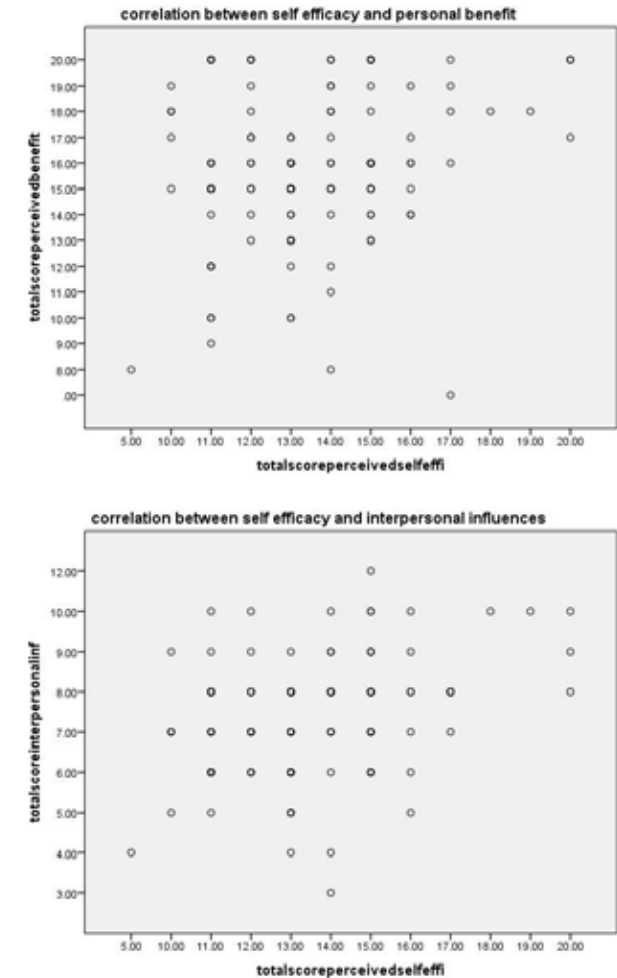 correlation between self efficacy and personal benefit
totalscoreperceivedbenefit
20.00
19.00
18.00
17.00
16.00
15.00
14.00
13.00
12.00
11.00
10.00
9.00
8.00
.00
5.00 10.00 11.00 12.00 13.00 14.00 15.00 16.00 17.00 18.00 19.00 20.00
totalscoreperceivedselfeffi
correlation between self efficacy and interpersonal influences
totalscoreinterpersonalinf
12.00
10.00
9.00
8.00
7.00
6.00
5.00
4.00
3.00
5.00 10.00 11.00 12.00 13.00 14.00 15.00 16.00 17.00 18.00 19.00 20.00
totalscoreperceivedselfeffi